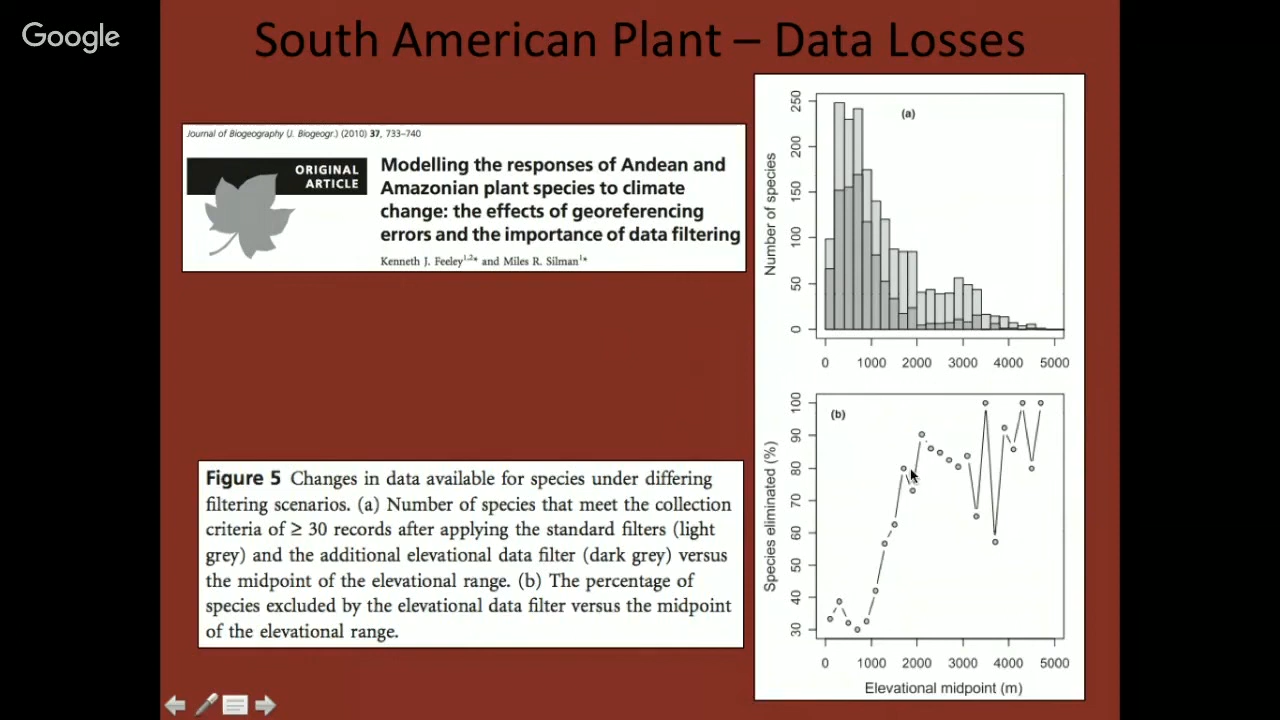 Google
South American Plant – Data Losses
Journal of Biogeography (J. Biogeogr.) (2010) 37, 733–740
ORIGINAL
ARTICLE
Modelling the responses of Andean and
Amazonian plant species to climate
change: the effects of georeferencing
errors and the importance of data filtering
Kenneth J. Feeley1,2* and Miles R. Silman1*
Figure 5 Changes in data available for species under differing
filtering scenarios. (a) Number of species that meet the collection
criteria of ≥ 30 records after applying the standard filters (light
grey) and the additional elevational data filter (dark grey) versus
the midpoint of the elevational range. (b) The percentage of
species excluded by the elevational data filter versus the midpoint
of the elevational range.
(a)
Number of species
250
200
150
100
50
0
0 1000 2000 3000 4000 5000
(b)
Species eliminated (%)
100
90
80
70
60
50
40
30
0 1000 2000 3000 4000 5000
Elevational midpoint (m)